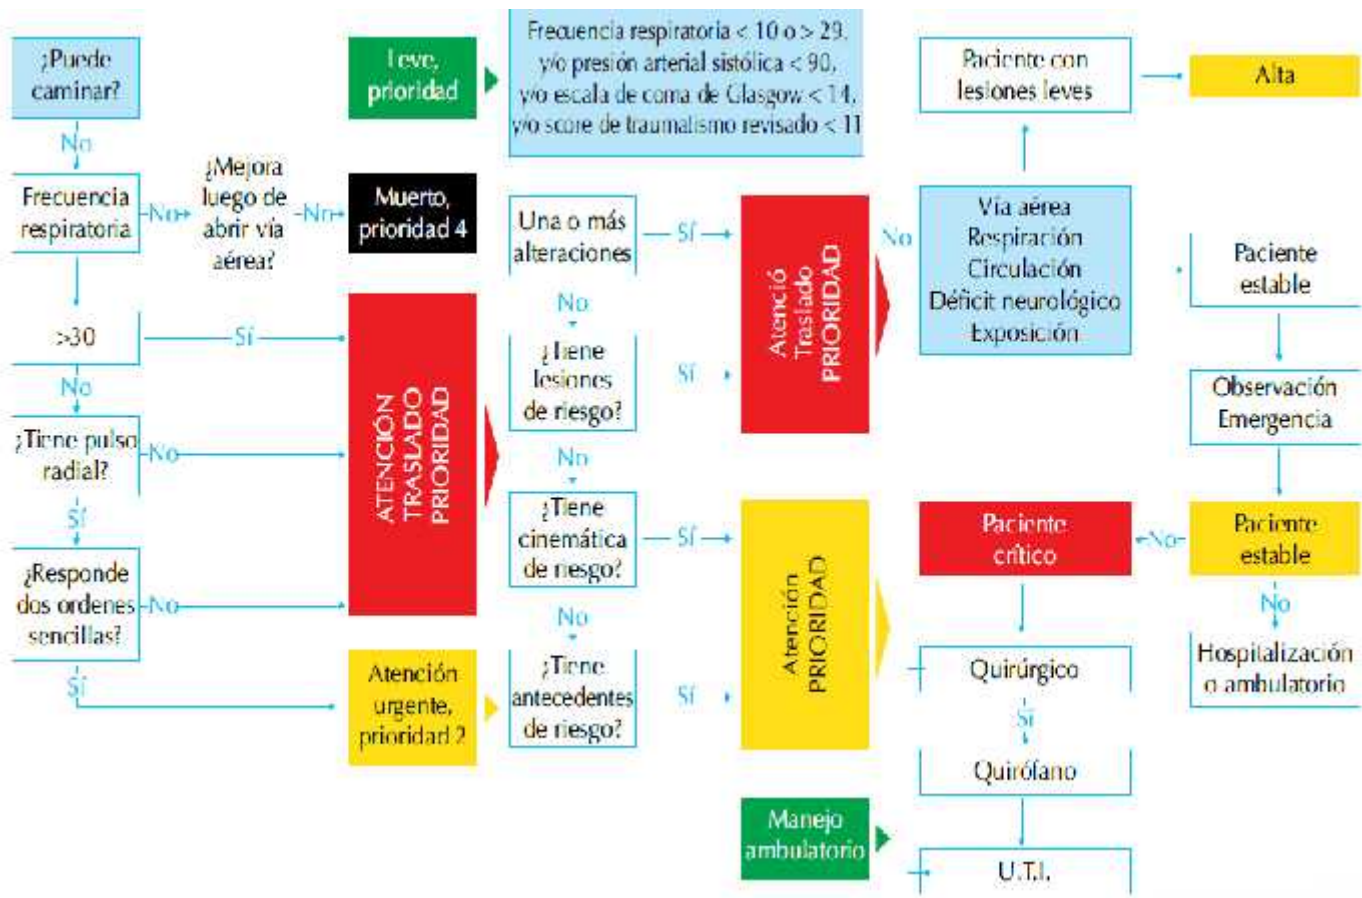 ¿Puede
caminar?
No
Frecuencia
respiratoria
No
¿Mejora
luego de
abrir vía
aérea?
No
>30
Sí
No
¿Tiene pulso
radial?
No
Sí
¿Responde
dos ordenes
sencillas?
No
Sí
Leve,
prioridad
Muerto,
prioridad 4
ATENCIÓN
TRASLADO
PRIORIDAD
Atención
urgente,
prioridad 2
Frecuencia respiratoria < 10 o > 29,
y/o presión arterial sistólica < 90,
y/o escala de coma de Glasgow < 14,
y/o score de traumatismo revisado < 11
Una o más
alteraciones
Sí
No
¿Tiene
lesiones
de riesgo?
Sí
No
¿Tiene
cinemática
de riesgo?
Sí
No
¿Tiene
antecedentes
de riesgo?
Sí
Atenció
Traslado
PRIORIDAD
No
Atención
PRIORIDAD
Manejo
ambulatorio
Paciente con
lesiones leves
Alta
Vía aérea
Respiración
Circulación
Déficit neurológico
Exposición
Paciente
estable
Observación
Emergencia
Paciente
estable
No
Paciente
crítico
No
Hospitalización
o ambulatorio
Quirúrgico
Sí
Quirófano
U.T.I.